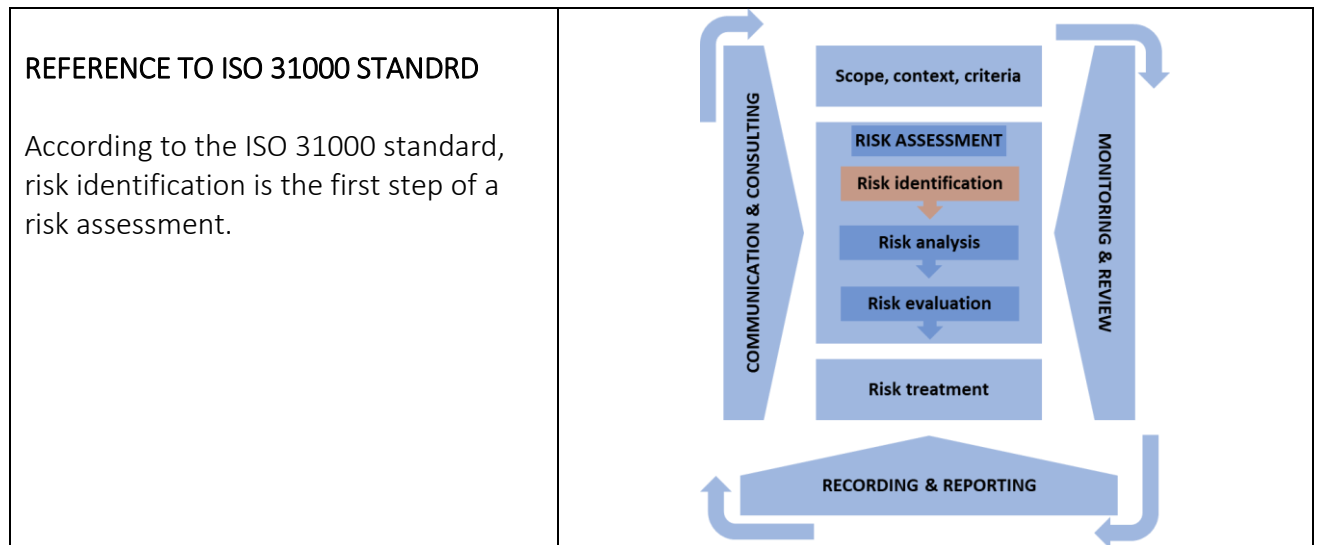 REFERENCE TO ISO 31000 STANDRD
According to the ISO 31000 standard,
risk identification is the first step of a
risk assessment.
Scope, context, criteria
COMMUNICATION & CONSULTING
RISK ASSESSMENT
Risk identification
Risk analysis
Risk evaluation
MONITORING & REVIEW
Risk treatment
RECORDING & REPORTING